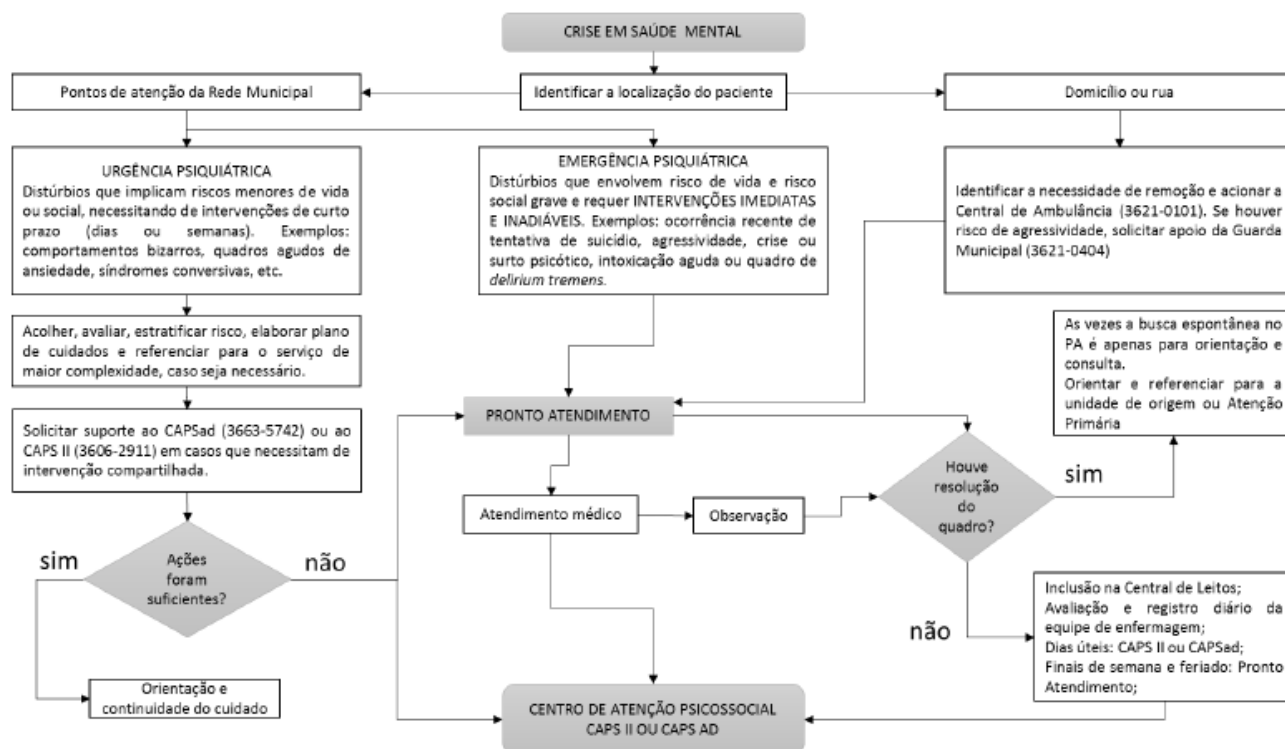 CRISE EM SAÚDE MENTAL
Pontos de atenção da Rede Municipal
Identificar a localização do paciente
Domicílio ou rua
URGÊNCIA PSIQUIÁTRICA
Distúrbios que implicam riscos menores de vida
ou social, necessitando de intervenções de curto
prazo (dias ou semanas). Exemplos:
comportamentos bizarros, quadros agudos de
ansiedade, síndromes conversivas, etc.
EMERGÊNCIA PSIQUIÁTRICA
Distúrbios que envolvem risco de vida e risco
social grave e requer INTERVENÇÕES IMEDIATAS
E INADIÁVEIS. Exemplos: ocorrência recente de
tentativa de suicídio, agressividade, crise ou
surto psicótico, intoxicação aguda ou quadro de
delirium tremens.
Identificar a necessidade de remoção e acionar a
Central de Ambulância (3621-0101). Se houver
risco de agressividade, solicitar apoio da Guarda
Municipal (3621-0404)
Acolher, avaliar, estratificar risco, elaborar plano
de cuidados e referenciar para o serviço de
maior complexidade, caso seja necessário.
As vezes a busca espontânea no
PA é apenas para orientação e
consulta.
Orientar e referenciar para a
unidade de origem ou Atenção
Primária
PRONTO ATENDIMENTO
Solicitar suporte ao CAPSad (3663-5742) ou ao
CAPS II (3606-2911) em casos que necessitam de
intervenção compartilhada.
Houve
resolução
do
quadro?
sim
Atendimento médico
Observação
sim
Ações
foram
suficientes?
não
não
Inclusão na Central de Leitos;
Avaliação e registro diário da
equipe de enfermagem;
Dias úteis: CAPS II ou CAPSad;
Finais de semana e feriado: Pronto
Atendimento;
Orientação e
continuidade do cuidado
CENTRO DE ATENÇÃO PSICOSSOCIAL
CAPS II OU CAPS AD